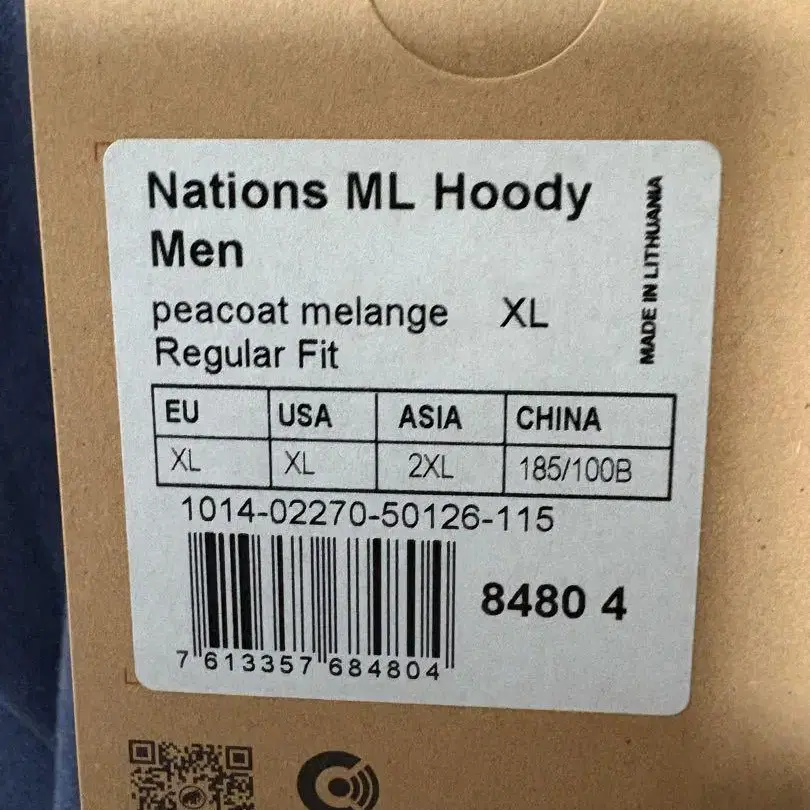 Nations ML Hoody
Men
peacoat melange XL
Regular Fit
MADE IN LITHUANIA
EU USA ASIA CHINA
XL XL 2XL 185/100B
1014-02270-50126-115
8480 4
7 613357 684804